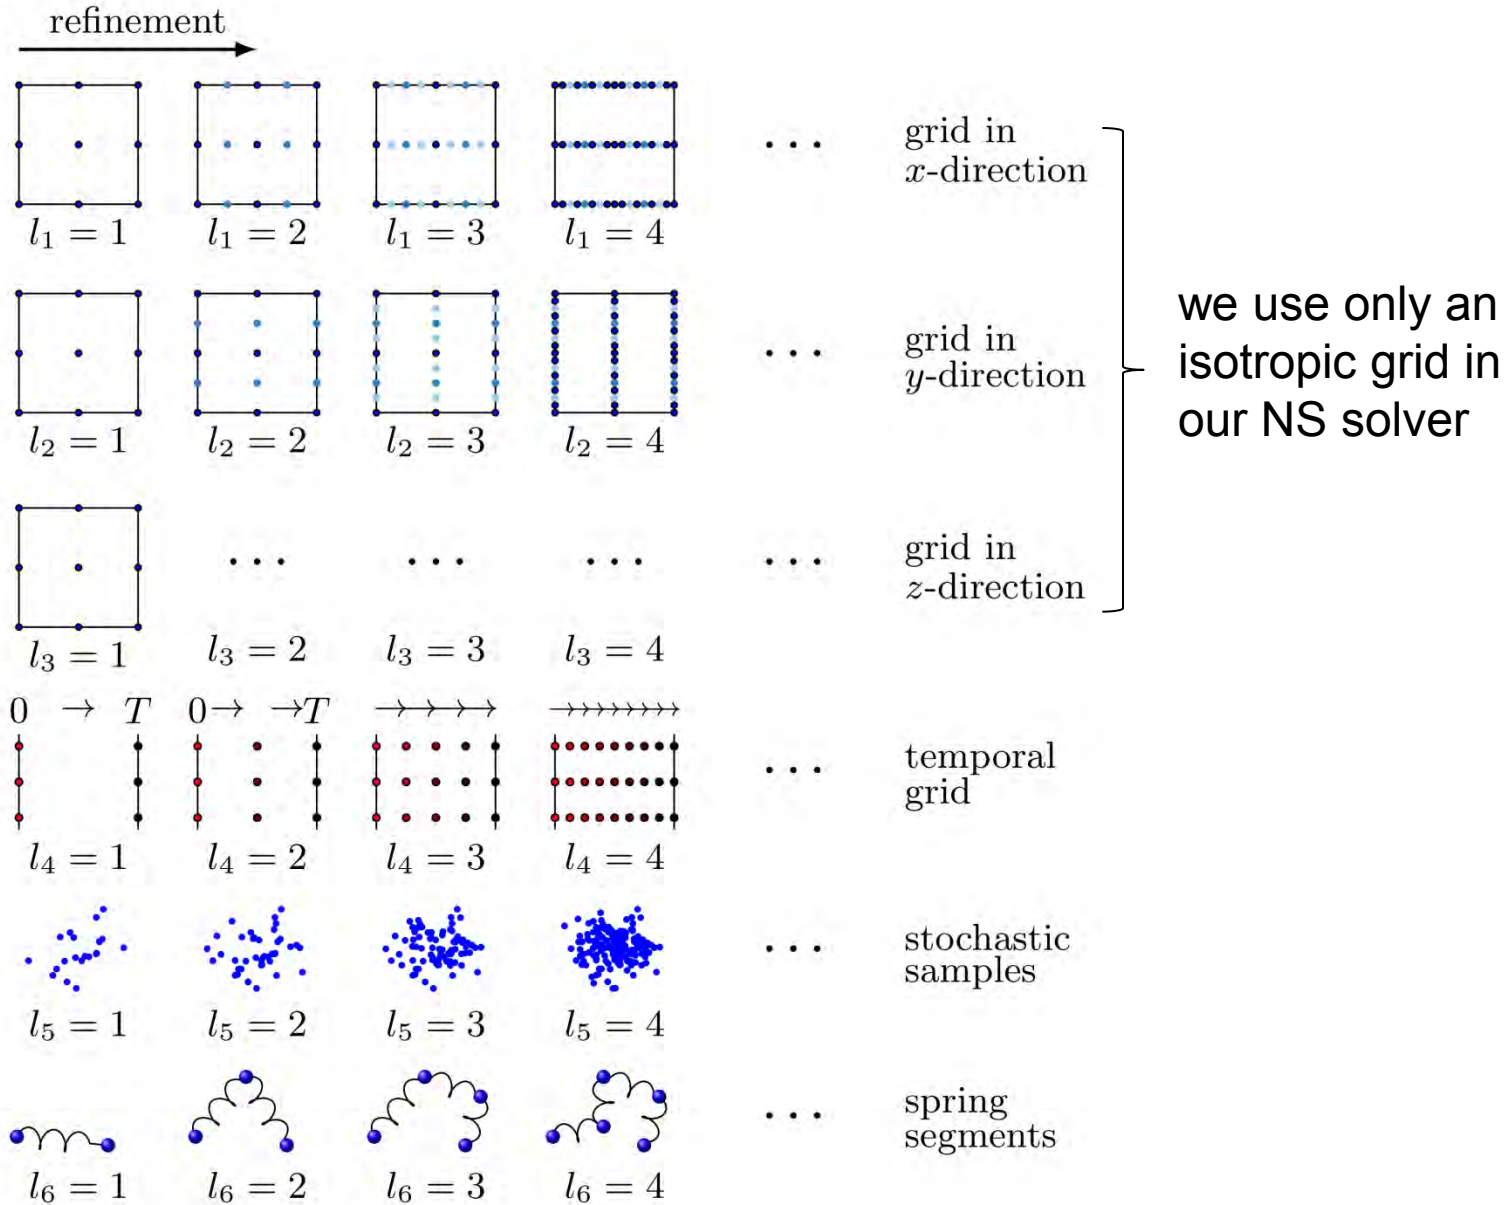 refinement
l₁ = 1 l₁ = 2 l₁ = 3 l₁ = 4 ... grid in
x-direction
l₂ = 1 l₂ = 2 l₂ = 3 l₂ = 4 ... grid in
y-direction
we use only an
isotropic grid in
our NS solver
l₃ = 1 l₃ = 2 l₃ = 3 l₃ = 4 ... grid in
z-direction
0 → T 0→ →T
l₄ = 1 l₄ = 2 l₄ = 3 l₄ = 4 ... temporal
grid
l₅ = 1 l₅ = 2 l₅ = 3 l₅ = 4 ... stochastic
samples
l₆ = 1 l₆ = 2 l₆ = 3 l₆ = 4 ... spring
segments